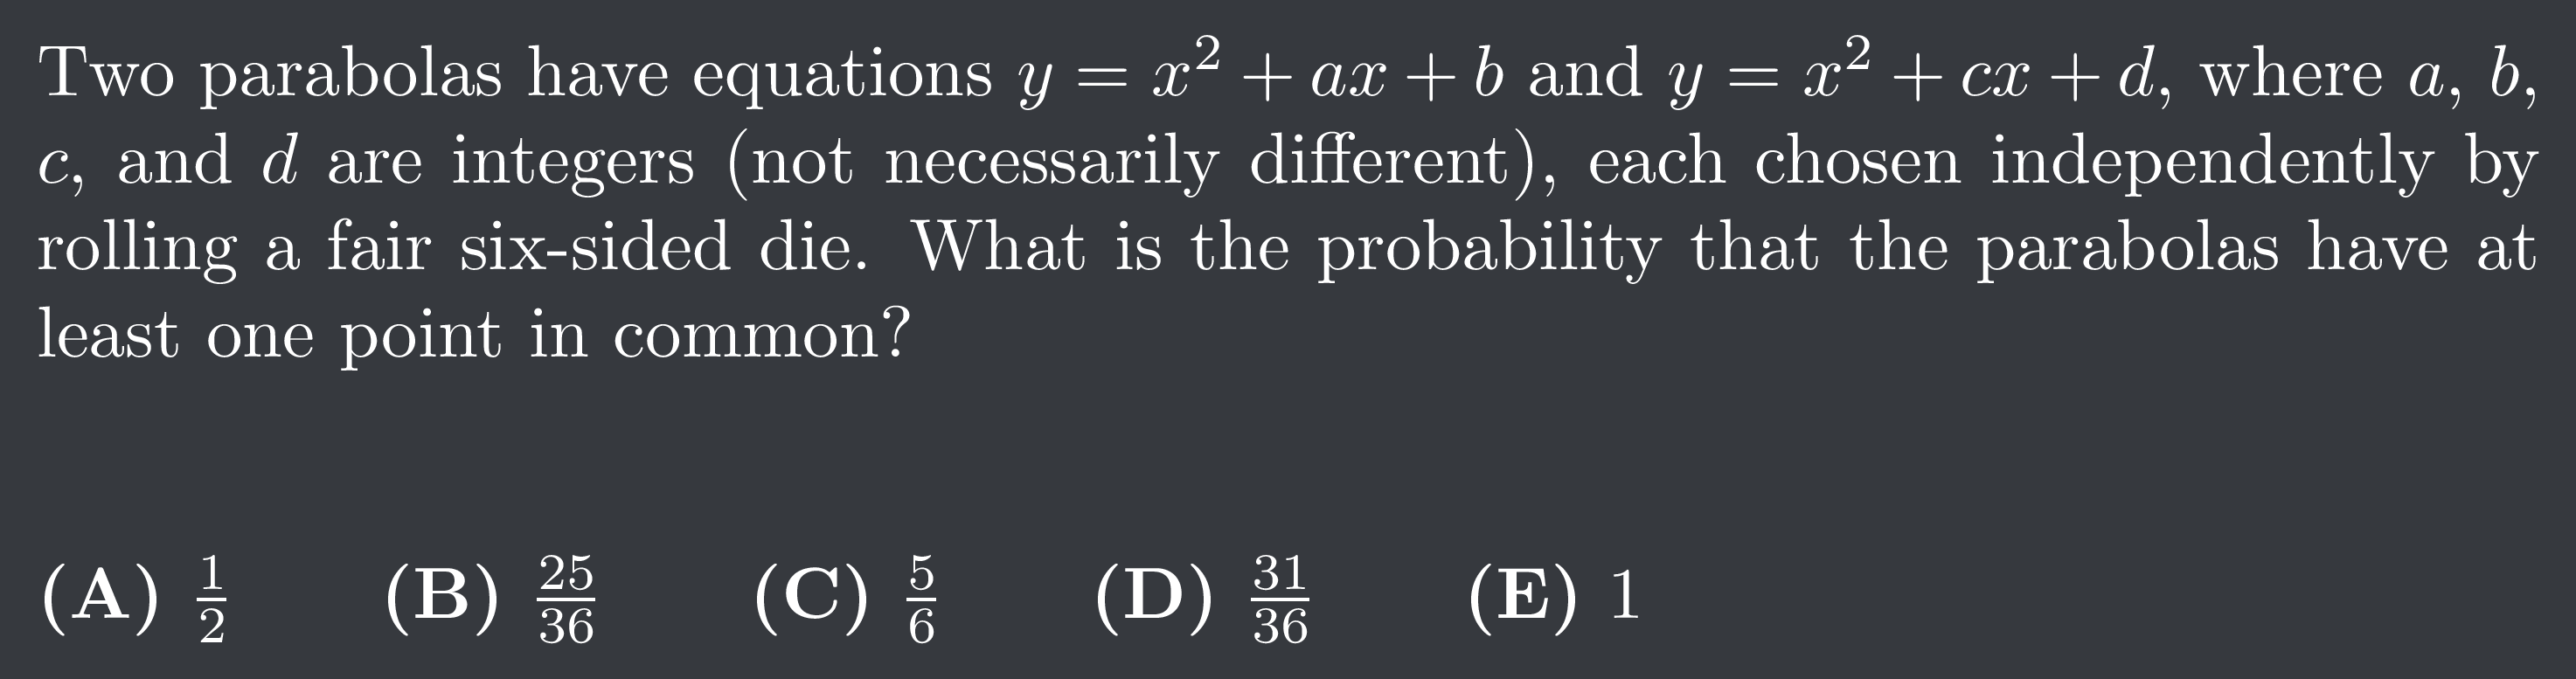 Two parabolas have equations y = x² + ax + b and y = x² + cx + d, where a, b,
c, and d are integers (not necessarily different), each chosen independently by
rolling a fair six-sided die. What is the probability that the parabolas have at
least one point in common?
(A) 1/2 (B) 25/36 (C) 5/6 (D) 31/36 (E) 1